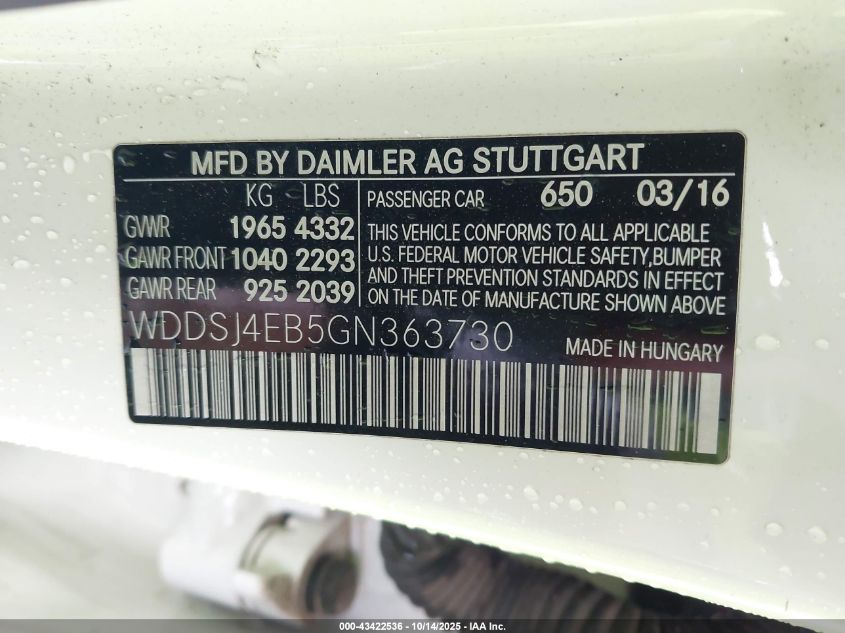 MFD BY DAIMLER AG STUTTGART
KG LBS
GVWR 1965 4332
GAWR FRONT 1040 2293
GAWR REAR 925 2039
PASSENGER CAR 650 03/16
THIS VEHICLE CONFORMS TO ALL APPLICABLE
U.S. FEDERAL MOTOR VEHICLE SAFETY,BUMPER
AND THEFT PREVENTION STANDARDS IN EFFECT
ON THE DATE OF MANUFACTURE SHOWN ABOVE
WDDSJ4EB5GN363730
MADE IN HUNGARY
000-43422536 - 10/14/2025 - IAA Inc.